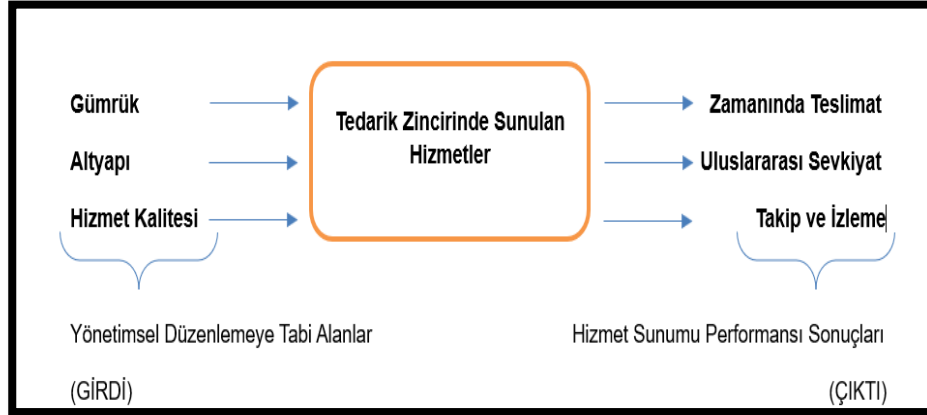 Gümrük
Altyapı
Hizmet Kalitesi
Tedarik Zincirinde Sunulan
Hizmetler
Zamanında Teslimat
Uluslararası Sevkiyat
Takip ve İzleme
Yönetimsel Düzenlemeye Tabi Alanlar
(GİRDİ)
Hizmet Sunumu Performansı Sonuçları
(ÇIKTI)